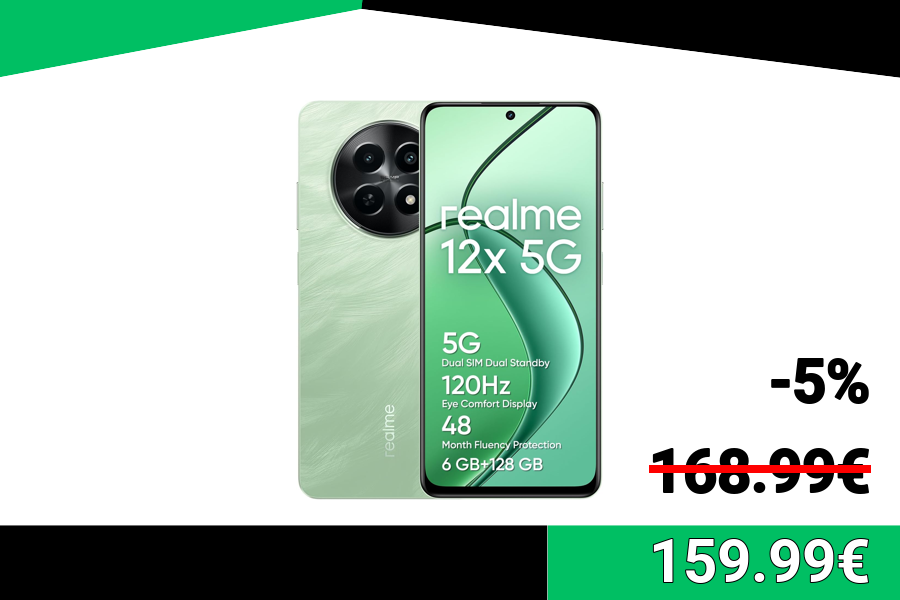 realme
12x 5G
5G
Dual SIM Dual Standby
120Hz
Eye Comfort Display
48
Month Fluency Protection
6 GB+128 GB
realme
-5%
168.99€
159.99€